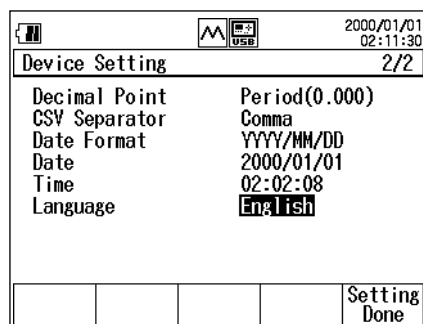 USB
2000/01/01
02:11:30
Device Setting 2/2
Decimal Point Period(0.000)
CSV Separator Comma
Date Format YYYY/MM/DD
Date 2000/01/01
Time 02:02:08
Language English
Setting
Done